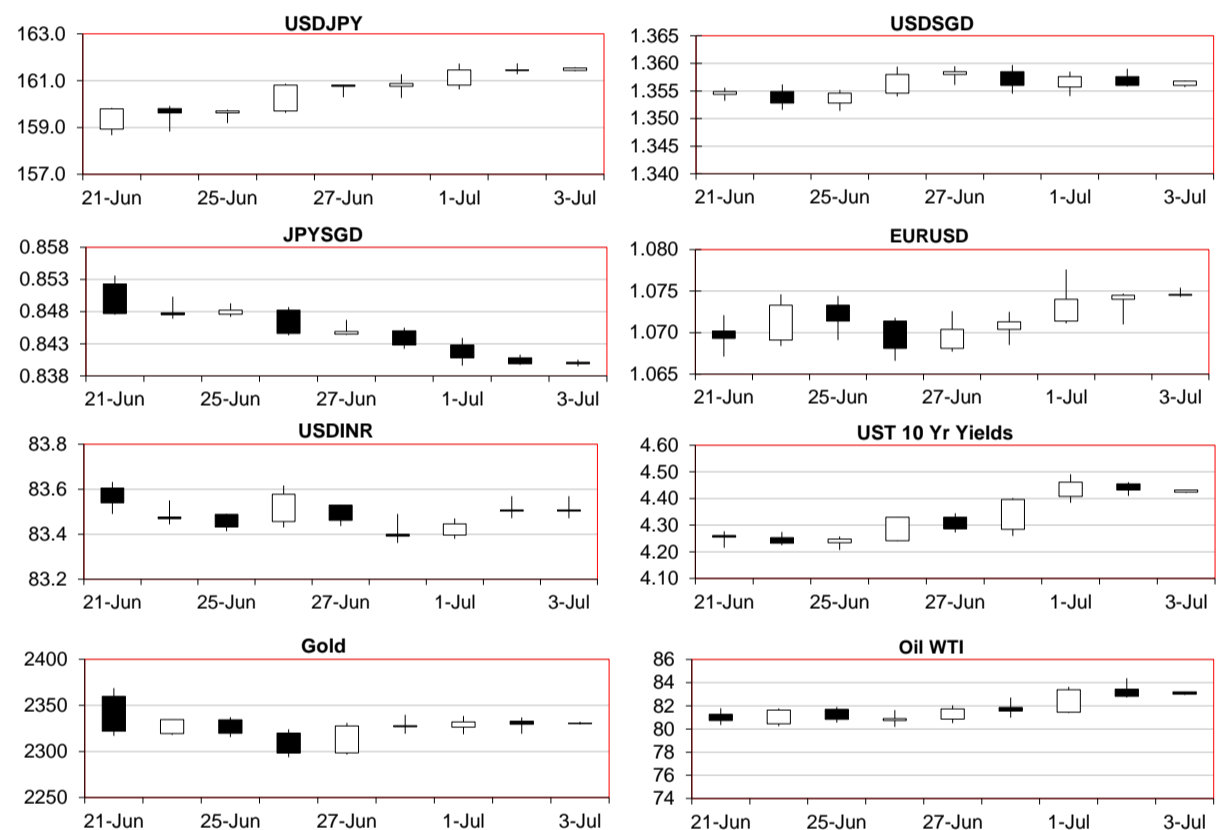 USDJPY
163.0
161.0
159.0
157.0
21-Jun 25-Jun 27-Jun 1-Jul 3-Jul
USDSGD
1.365
1.360
1.355
1.350
1.345
1.340
21-Jun 25-Jun 27-Jun 1-Jul 3-Jul
JPYSGD
0.858
0.853
0.848
0.843
0.838
21-Jun 25-Jun 27-Jun 1-Jul 3-Jul
EURUSD
1.080
1.075
1.070
1.065
21-Jun 25-Jun 27-Jun 1-Jul 3-Jul
USDINR
83.8
83.6
83.4
83.2
21-Jun 25-Jun 27-Jun 1-Jul 3-Jul
UST 10 Yr Yields
4.60
4.50
4.40
4.30
4.20
4.10
21-Jun 25-Jun 27-Jun 1-Jul 3-Jul
Gold
2400
2350
2300
2250
21-Jun 25-Jun 27-Jun 1-Jul 3-Jul
Oil WTI
86
84
82
80
78
76
74
21-Jun 25-Jun 27-Jun 1-Jul 3-Jul